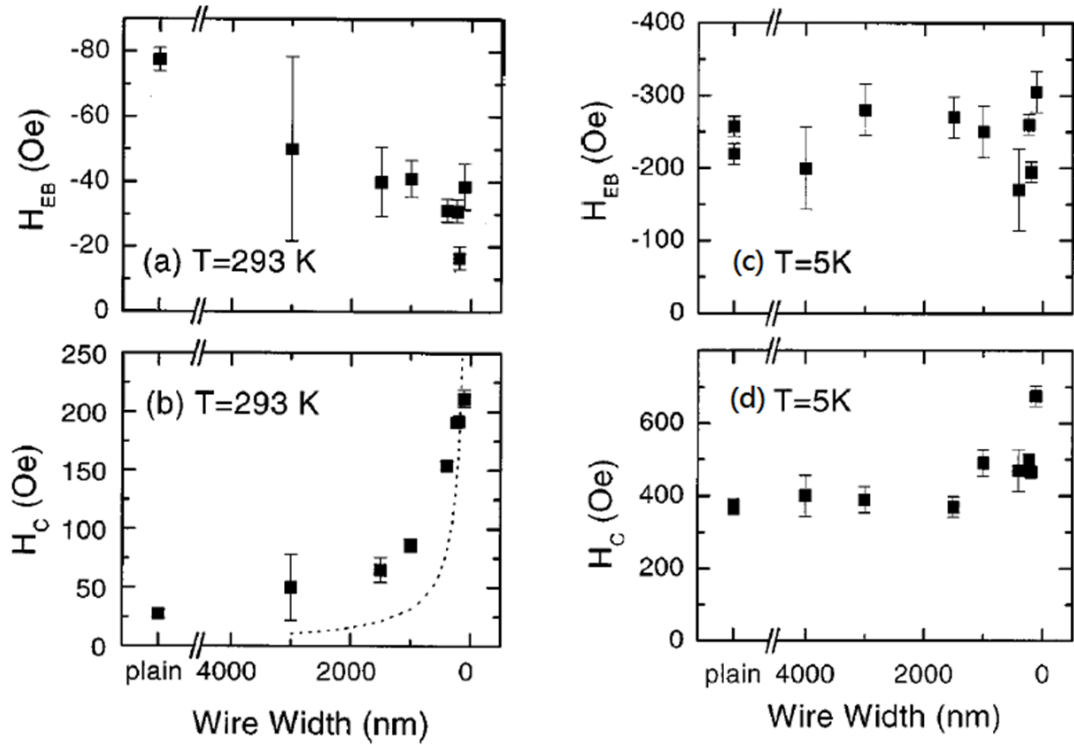 H_EB (Oe)
-80
-60
-40
-20
0
(a) T=293 K
H_C (Oe)
250
200
150
100
50
0
(b) T=293 K
plain 4000 2000 0
Wire Width (nm)
H_EB (Oe)
-400
-300
-200
-100
0
(c) T=5K
H_C (Oe)
600
400
200
0
(d) T=5K
plain 4000 2000 0
Wire Width (nm)